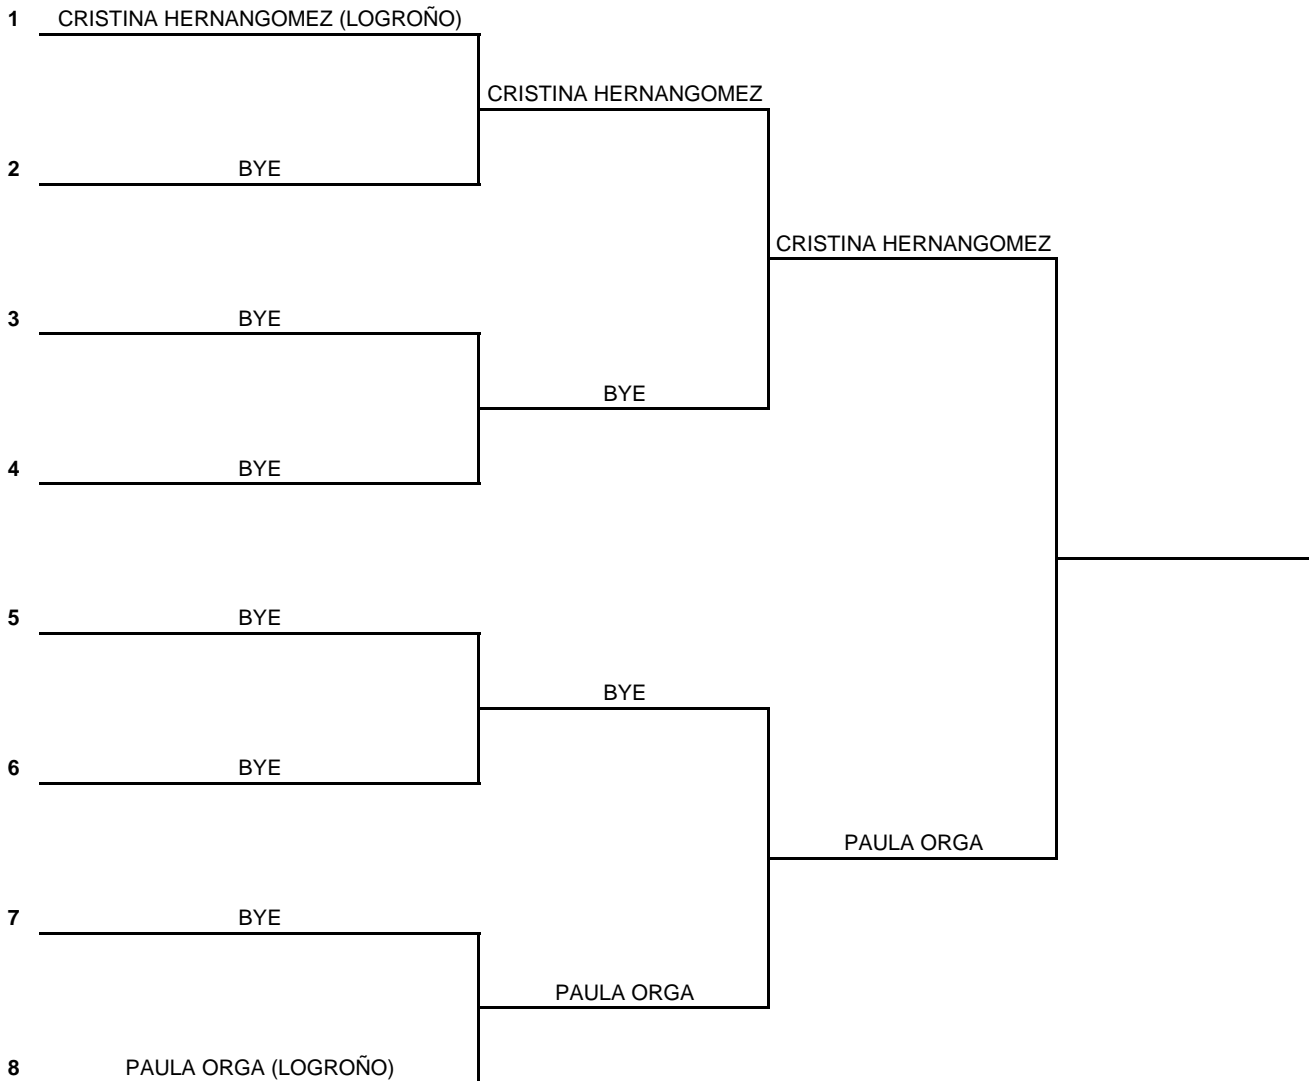 1 CRISTINA HERNANGOMEZ (LOGROÑO)
CRISTINA HERNANGOMEZ
2 BYE
CRISTINA HERNANGOMEZ
3 BYE
BYE
4 BYE
5 BYE
BYE
6 BYE
PAULA ORGA
7 BYE
PAULA ORGA
8 PAULA ORGA (LOGROÑO)